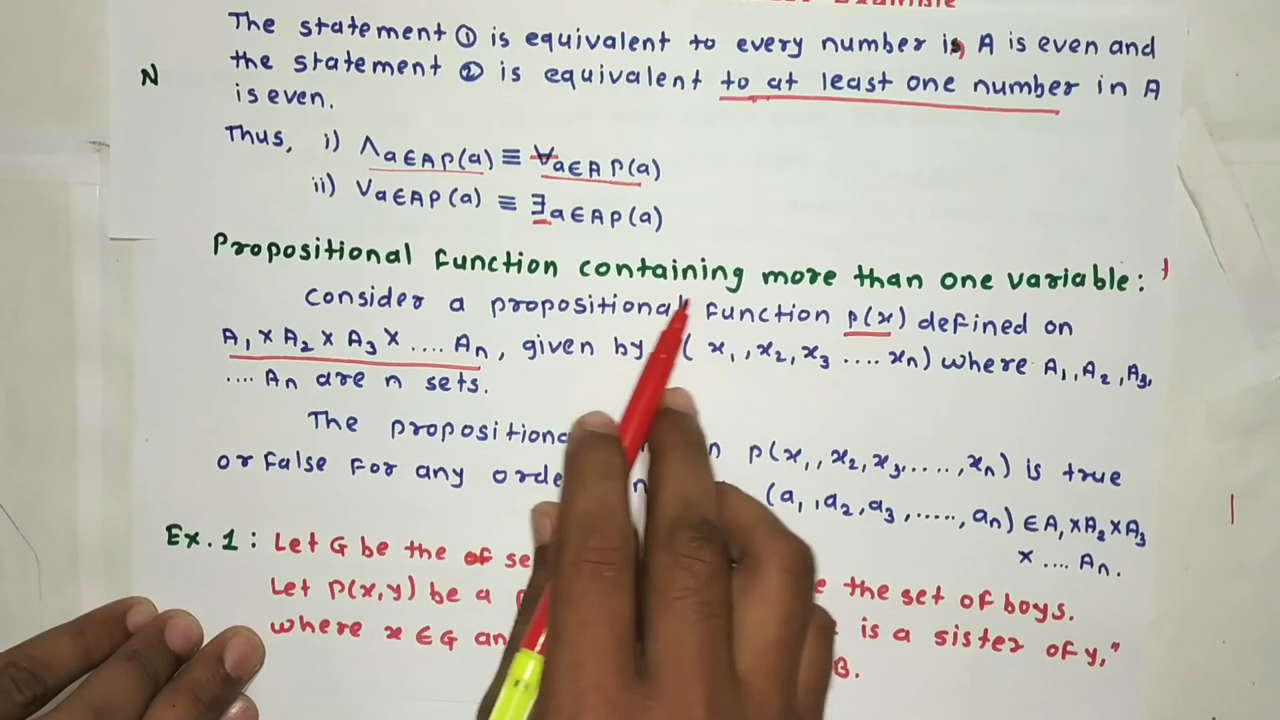 The statement ① is equivalent to every number is, A is even and
N
the statement ② is equivalent to at least one number in A
is even.
Thus, i) ∧a∈A P(a) ≡ ∀a∈A P(a)
ii) ∨a∈A P(a) ≡ ∃a∈A P(a)
Propositional Function containing more than one variable:
Consider a propositional function p(x) defined on
A₁ × A₂ × A₃ × .... Aₙ, given by ( x₁, x₂, x₃ .... xₙ) where A₁, A₂, A₃,
.... Aₙ are n sets.
The n p(x₁, x₂, x₃, ....., xₙ) is true
or False For any (a₁, a₂, a₃, ....., aₙ) ∈ A₁×A₂×A₃
× .... Aₙ.
Ex. 1: Let G be the of e the set of boys.
Let P(x,y) be a is a sister of y,"
where x ∈ G B.